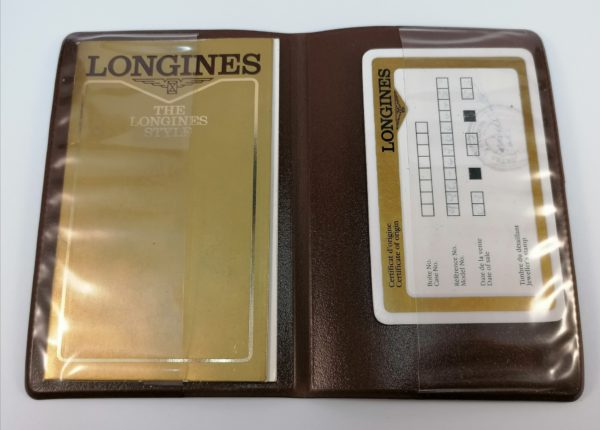 LONGINES
THE
LONGINES
STYLE
LONGINES
Certificat d'origine
Certificate of origin
Boîte No.
Case No.
Référence No.
Model No.
Date de la vente
Date of sale
Timbre du détaillant
Jeweller's stamp